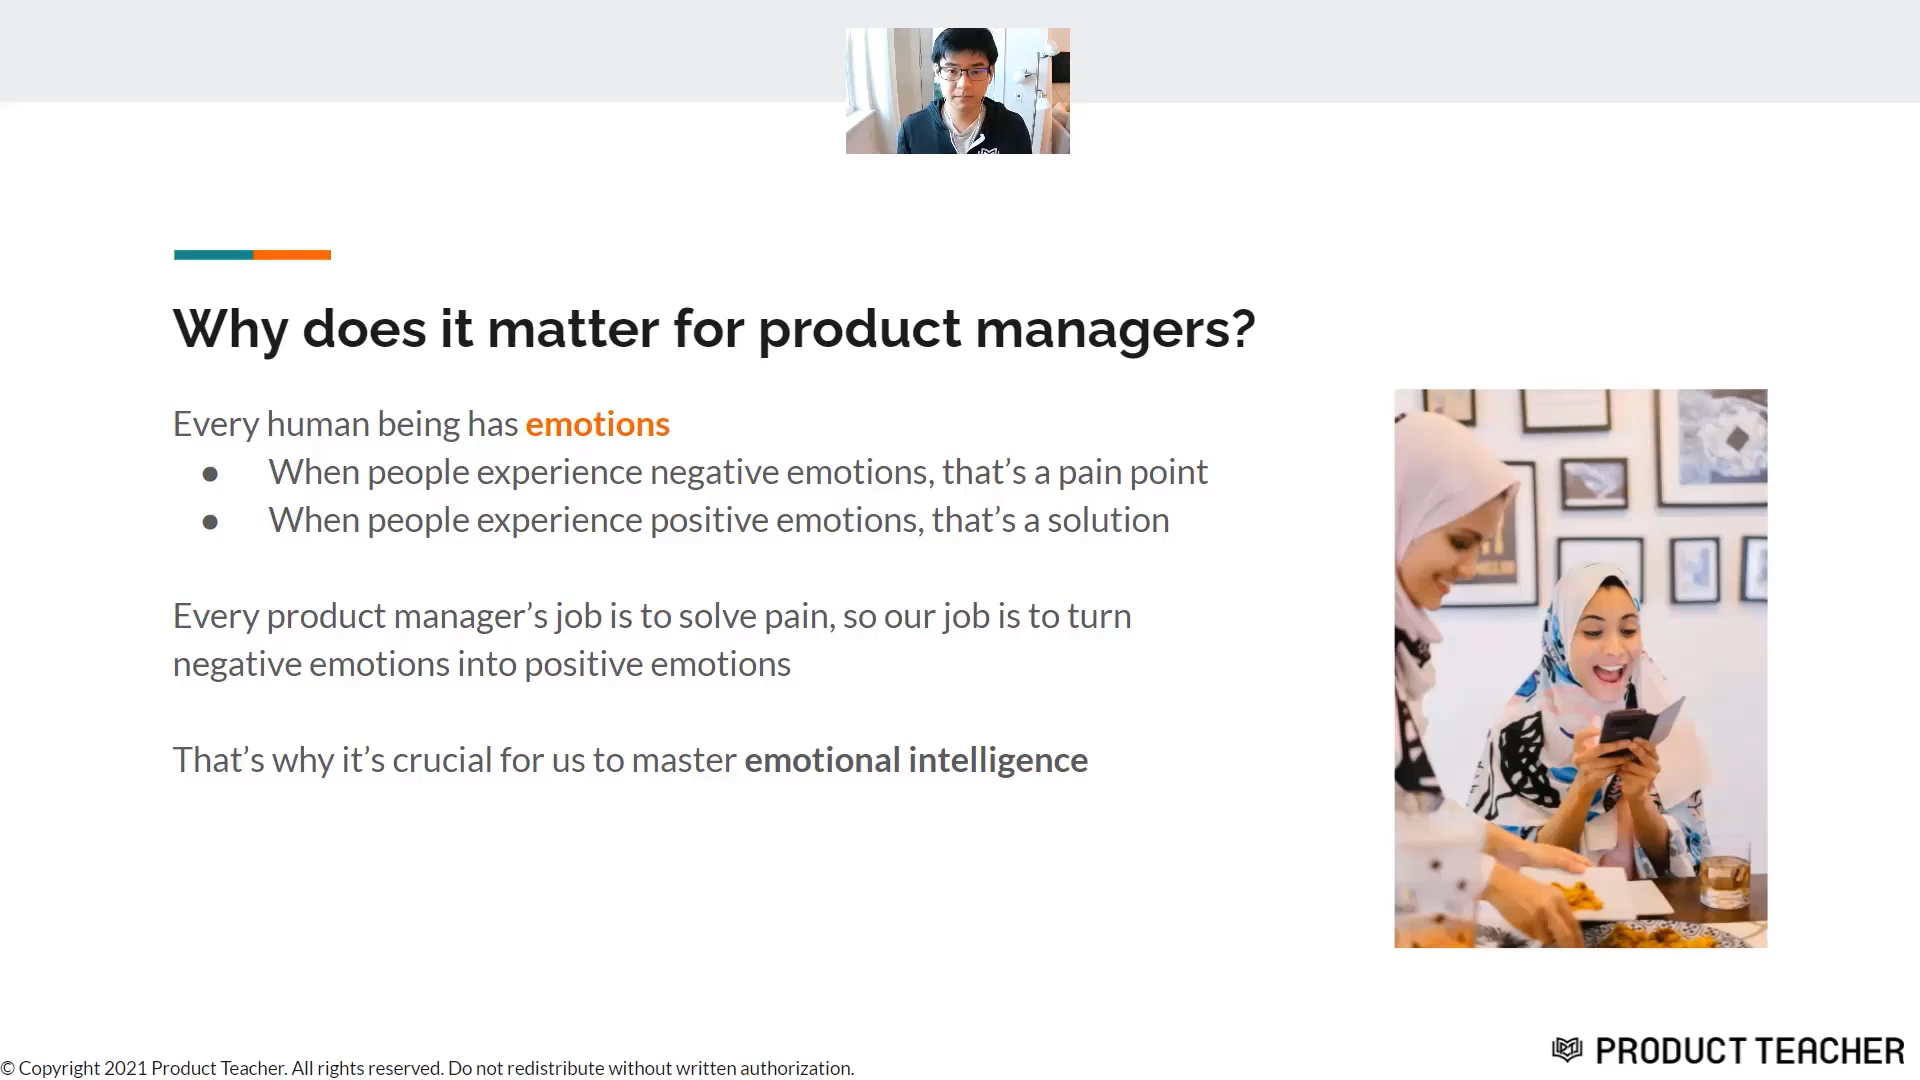 Why does it matter for product managers?
Every human being has emotions
● When people experience negative emotions, that’s a pain point
● When people experience positive emotions, that’s a solution
Every product manager’s job is to solve pain, so our job is to turn
negative emotions into positive emotions
That’s why it’s crucial for us to master emotional intelligence
PRODUCT TEACHER
© Copyright 2021 Product Teacher. All rights reserved. Do not redistribute without written authorization.